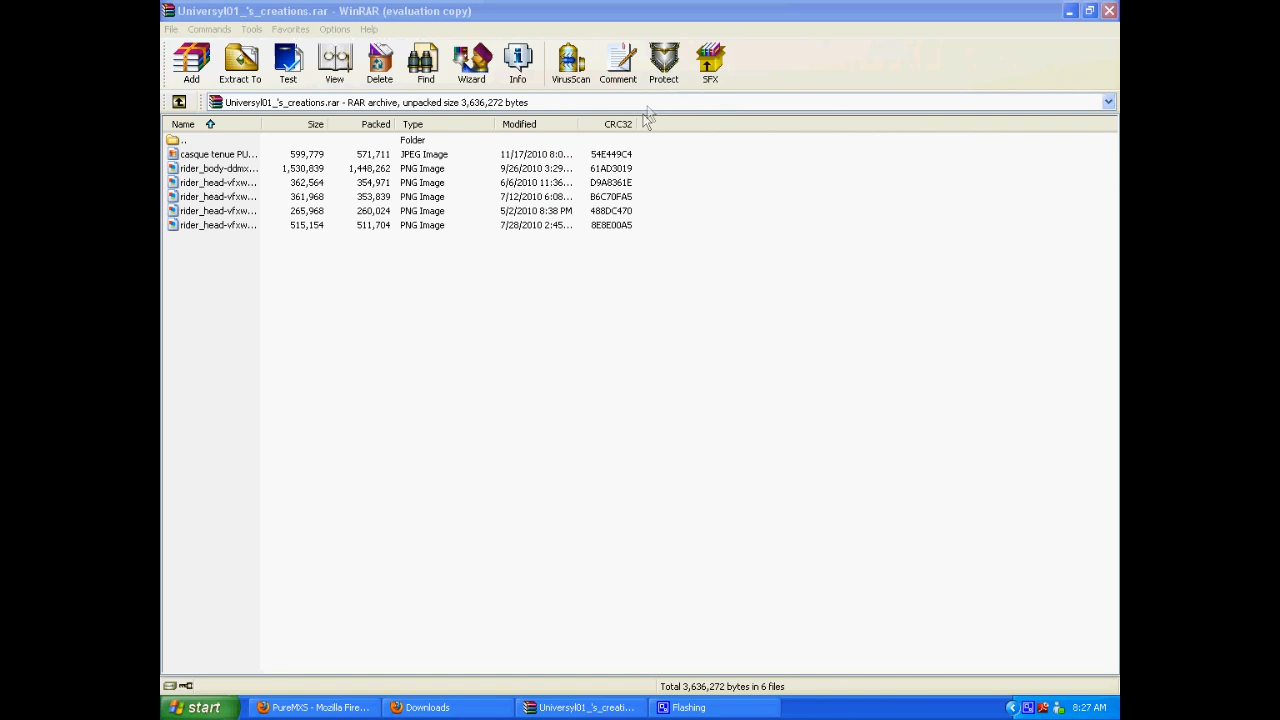 Universyl01_'s_creations.rar - WinRAR (evaluation copy)
File Commands Tools Favorites Options Help
Add Extract To Test View Delete Find Wizard Info VirusScan Comment Protect SFX
Universyl01_'s_creations.rar - RAR archive, unpacked size 3,636,272 bytes
Name Size Packed Type Modified CRC32
.. Folder
casque tenue PU... 599,779 571,711 JPEG Image 11/17/2010 8:0... 54E449C4
rider_body-ddmx... 1,530,839 1,448,262 PNG Image 9/26/2010 3:29... 61AD3019
rider_head-vfxw... 362,564 354,971 PNG Image 6/6/2010 11:36... D9A8361E
rider_head-vfxw... 361,968 353,839 PNG Image 7/12/2010 6:08... B6C70FA5
rider_head-vfxw... 265,968 260,024 PNG Image 5/2/2010 8:38 PM 488DC470
rider_head-vfxw... 515,154 511,704 PNG Image 7/28/2010 2:45... 8E8E00A5
Total 3,636,272 bytes in 6 files
start PureMXS - Mozilla Fire... Downloads Universyl01_'s_creati... Flashing 8:27 AM